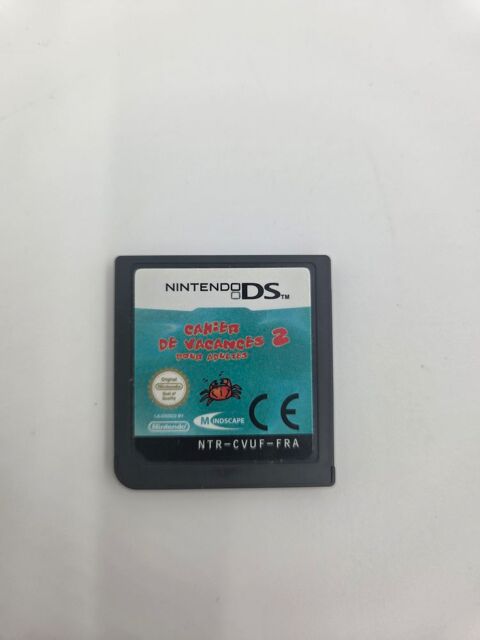 NINTENDO DS™
CAHIER
DE VACANCES 2
POUR ADULTES
Original
Nintendo
Seal of
Quality
LICENSED BY
Nintendo
MINDSCAPE
CE
NTR-CVUF-FRA